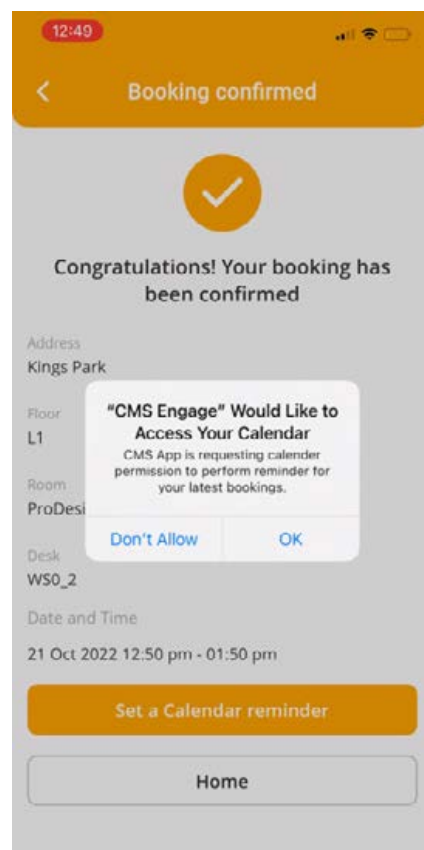 12:49
Booking confirmed
Congratulations! Your booking has
been confirmed
Address
Kings Park
Floor
L1
"CMS Engage" Would Like to
Access Your Calendar
CMS App is requesting calender
permission to perform reminder for
your latest bookings.
Don't Allow OK
Room
ProDesi
Desk
WS0_2
Date and Time
21 Oct 2022 12:50 pm - 01:50 pm
Set a Calendar reminder
Home